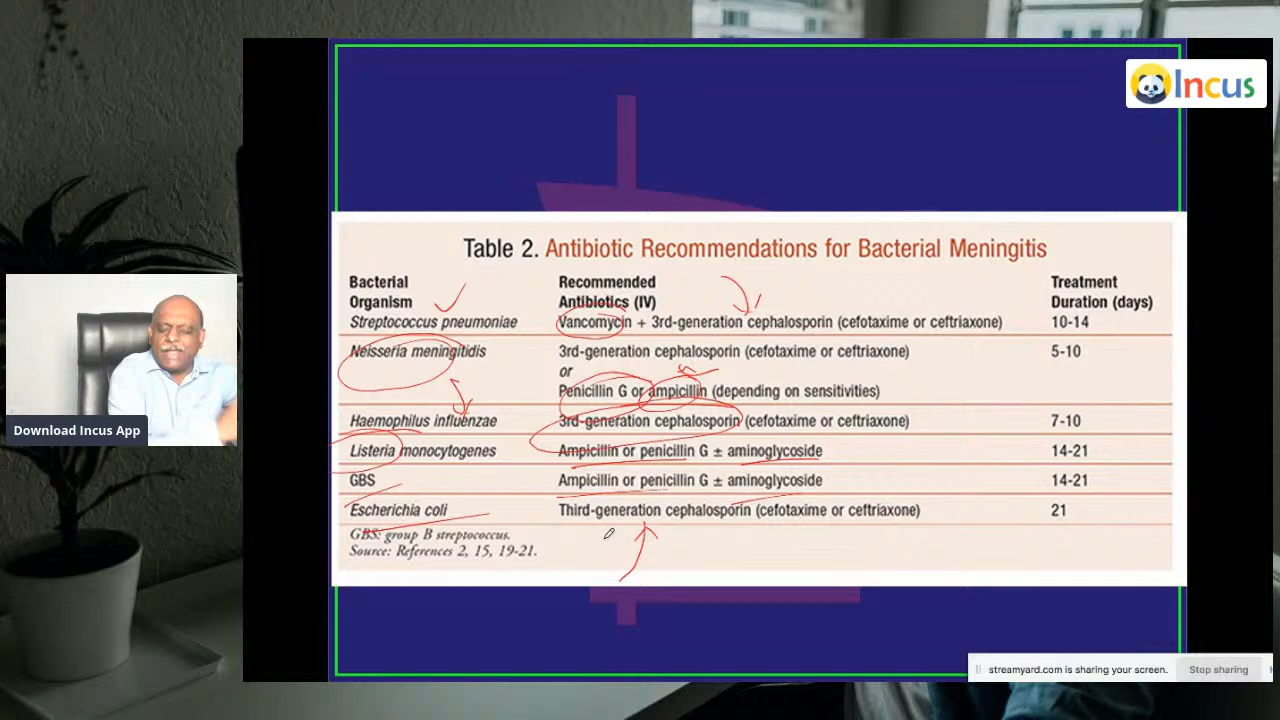 Incus
Table 2. Antibiotic Recommendations for Bacterial Meningitis
Bacterial Organism Recommended Antibiotics (IV) Treatment Duration (days)
Streptococcus pneumoniae Vancomycin + 3rd-generation cephalosporin (cefotaxime or ceftriaxone) 10-14
Neisseria meningitidis 3rd-generation cephalosporin (cefotaxime or ceftriaxone) 5-10
or
Penicillin G or ampicillin (depending on sensitivities)
Haemophilus influenzae 3rd-generation cephalosporin (cefotaxime or ceftriaxone) 7-10
Listeria monocytogenes Ampicillin or penicillin G ± aminoglycoside 14-21
GBS Ampicillin or penicillin G ± aminoglycoside 14-21
Escherichia coli Third-generation cephalosporin (cefotaxime or ceftriaxone) 21
GBS: group B streptococcus.
Source: References 2, 15, 19-21.
Download Incus App
streamyard.com is sharing your screen. Stop sharing